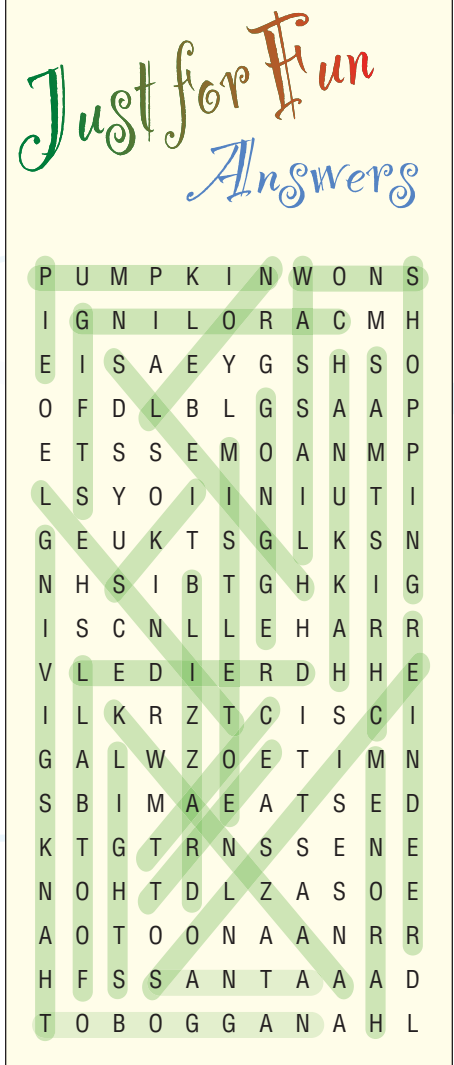 Just for Fun
Answers
P U M P K I N W O N S
I G N I L O R A C M H
E I S A E Y G S H S O
O F D L B L G S A A P
E T S S E M O A N M P
L S Y O I I N I U T I
G E U K T S G L K S N
N H S I B T G H K I G
I S C N L L E H A R R
V L E D I E R D H H E
I L K R Z T C I S C I
G A L W Z O E T I M N
S B I M A E A T S E D
K T G T R N S S E N E
N O H T D L Z A S O E
A O T O O N A A N R R
H F S S A N T A A A D
T O B O G G A N A H L